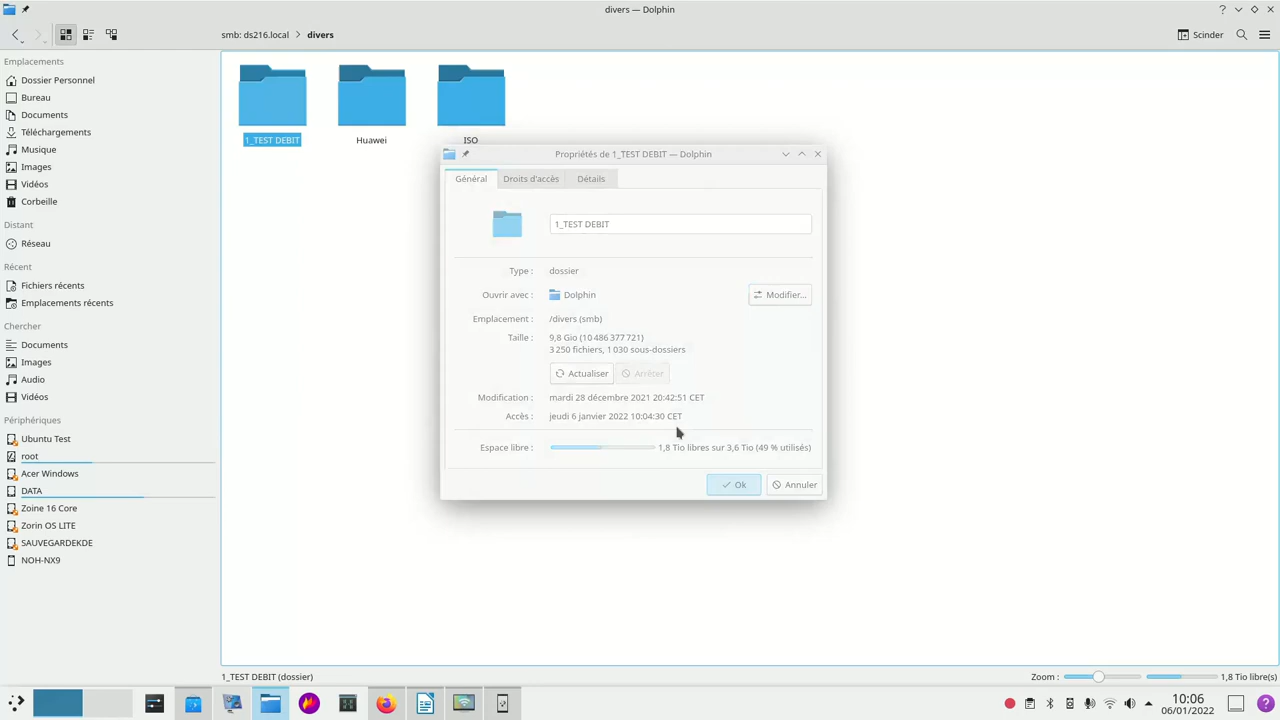 divers — Dolphin
smb: ds216.local > divers
Scinder
Emplacements
Dossier Personnel
Bureau
Documents
Téléchargements
Musique
Images
Vidéos
Corbeille
Distant
Réseau
Récent
Fichiers récents
Emplacements récents
Chercher
Documents
Images
Audio
Vidéos
Périphériques
Ubuntu Test
root
Acer Windows
DATA
Zoine 16 Core
Zorin OS LITE
SAUVEGARDEKDE
NOH-NX9
1_TEST DEBIT
Huawei
ISO
Propriétés de 1_TEST DEBIT — Dolphin
Général
Droits d'accès
Détails
1_TEST DEBIT
Type : dossier
Ouvrir avec : Dolphin
Modifier...
Emplacement : /divers (smb)
Taille : 9,8 Gio (10 486 377 721)
3 250 fichiers, 1 030 sous-dossiers
Actualiser
Arrêter
Modification : mardi 28 décembre 2021 20:42:51 CET
Accès : jeudi 6 janvier 2022 10:04:30 CET
Espace libre : 1,8 Tio libres sur 3,6 Tio (49 % utilisés)
Ok
Annuler
1_TEST DEBIT (dossier)
Zoom :
1,8 Tio libre(s)
10:06
06/01/2022